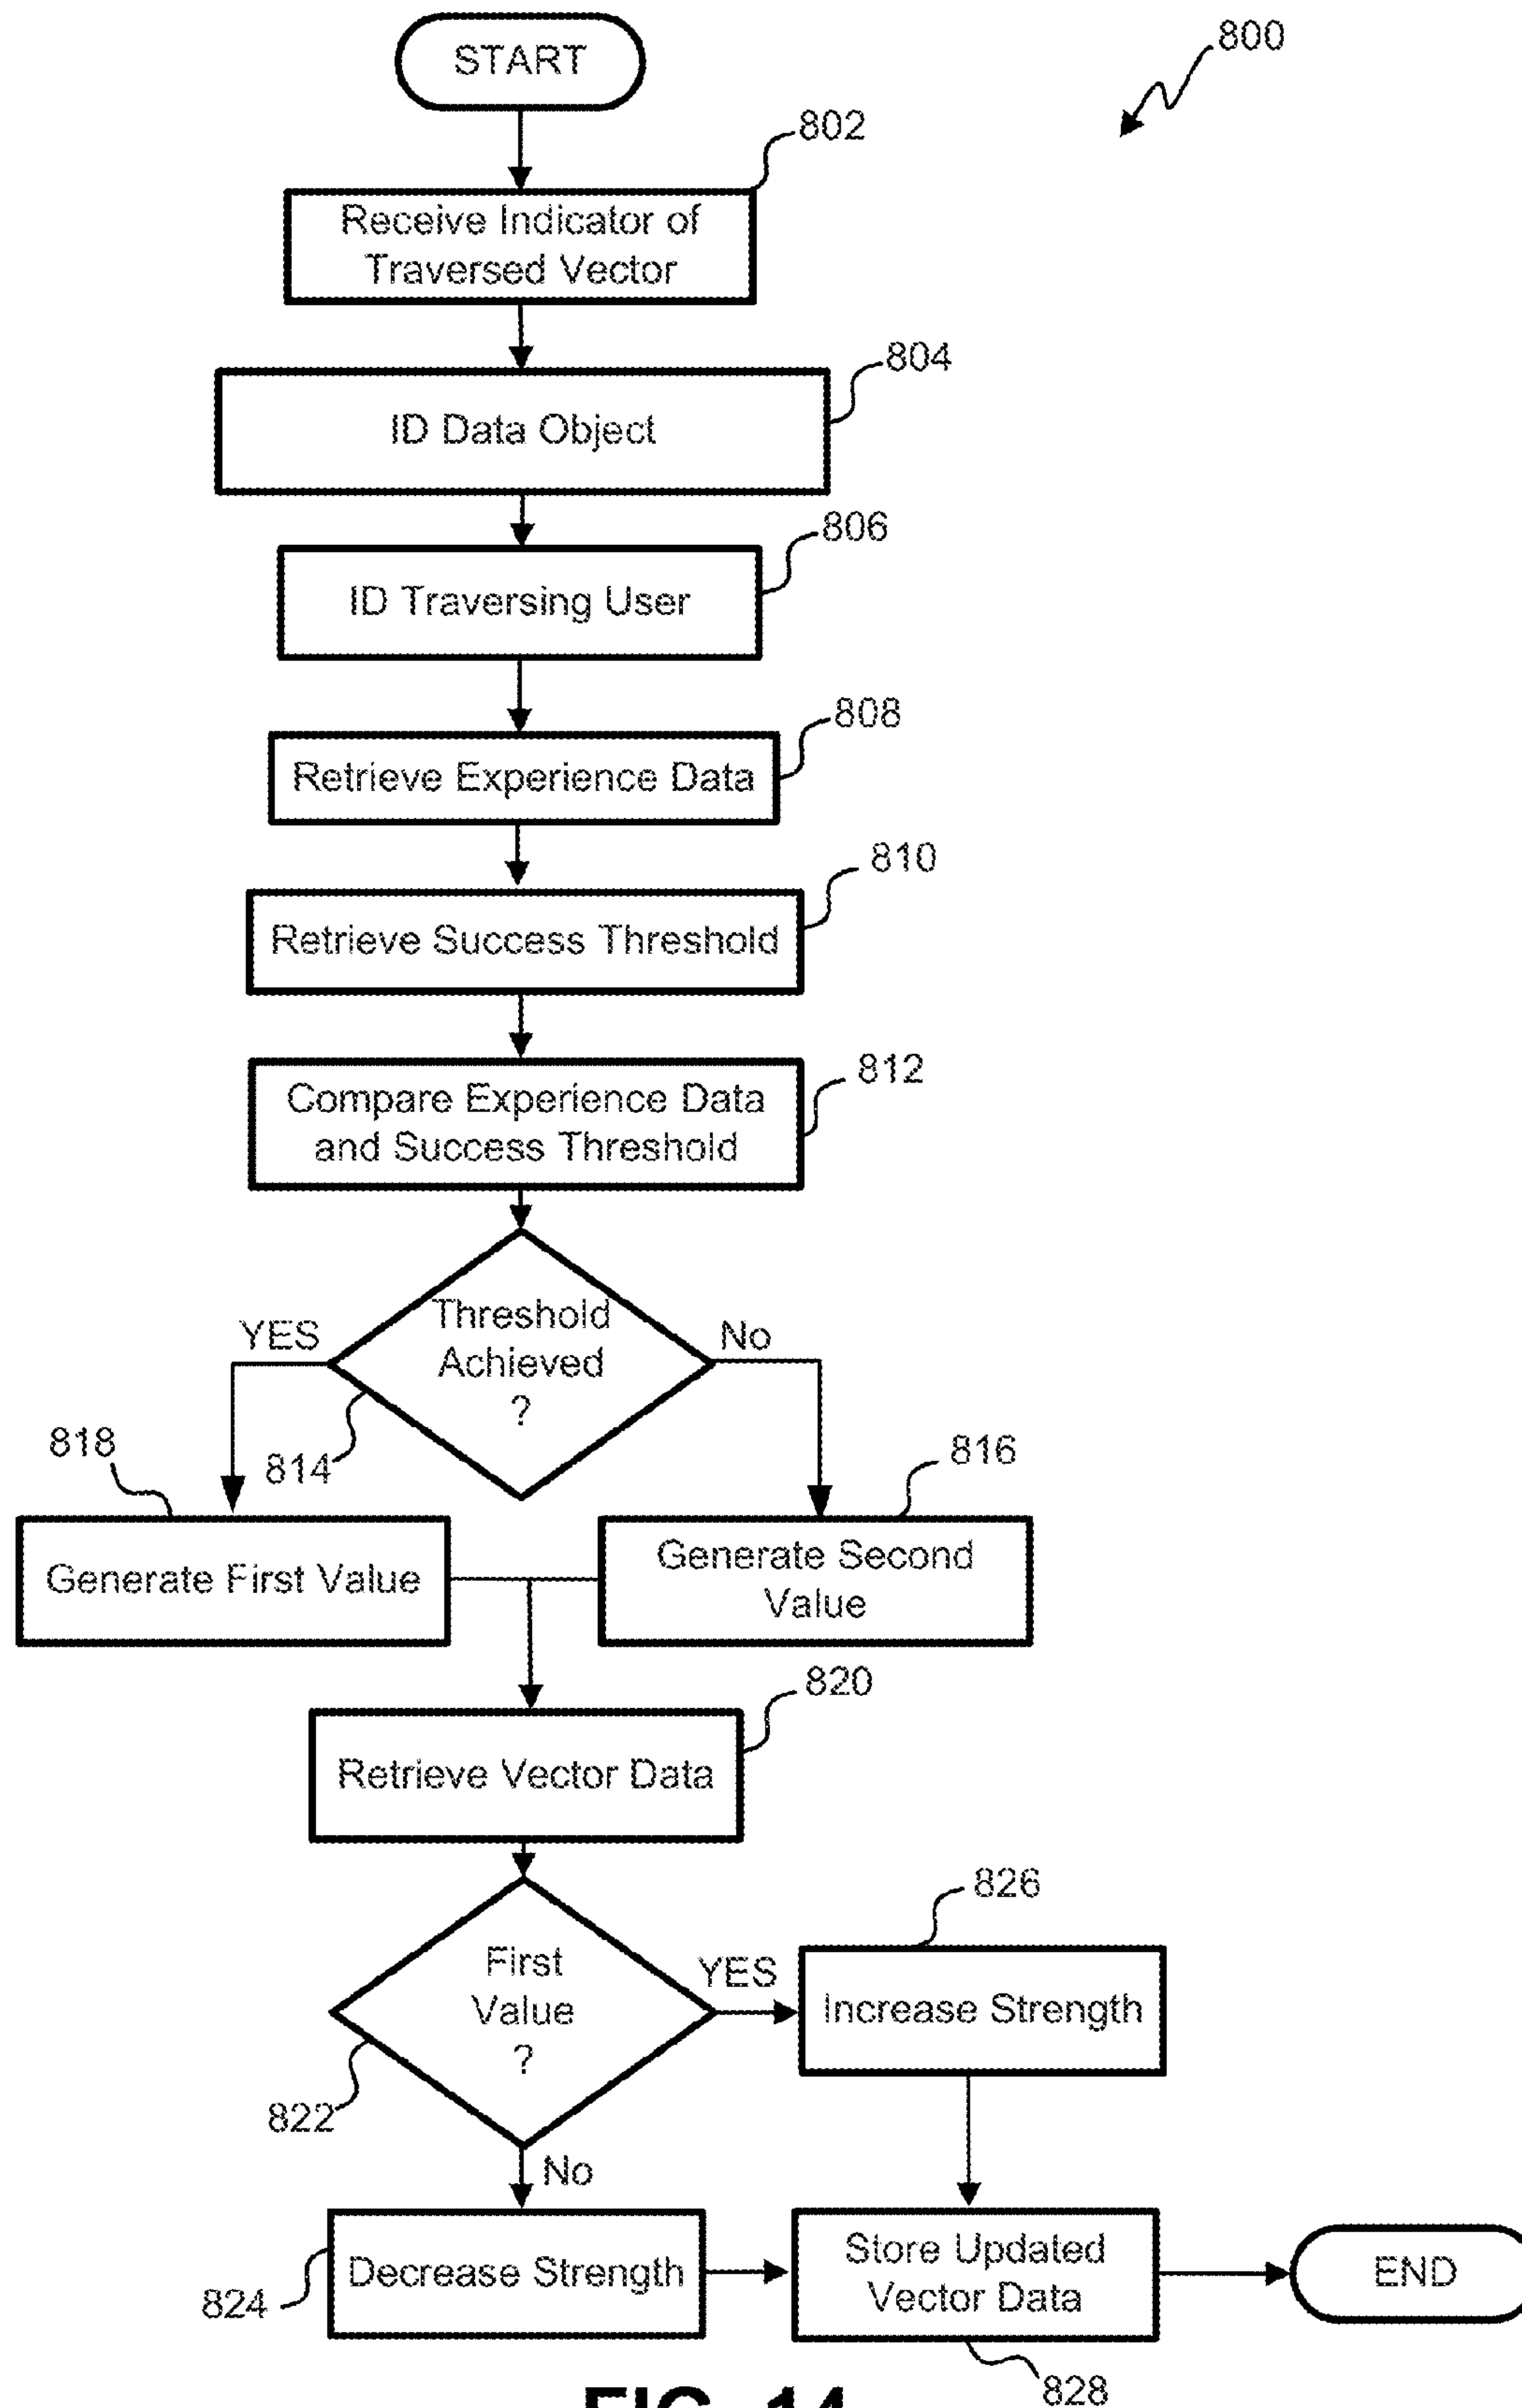 START
800
802
Receive Indicator of
Traversed Vector
804
ID Data Object
806
ID Traversing User
808
Retrieve Experience Data
810
Retrieve Success Threshold
812
Compare Experience Data
and Success Threshold
Threshold
Achieved
?
YES
No
814
818
816
Generate First Value
Generate Second
Value
820
Retrieve Vector Data
826
First
Value
?
YES
Increase Strength
822
No
Decrease Strength
824
Store Updated
Vector Data
END
828
FIG. 14